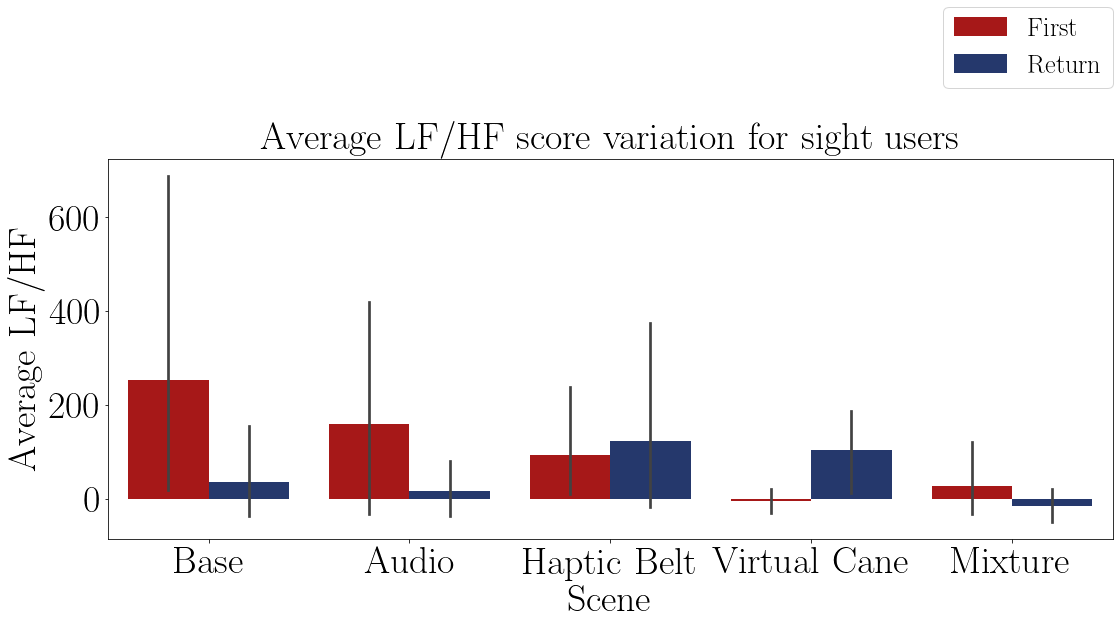 First
Return
Average LF/HF score variation for sight users
Average LF/HF
600
400
200
0
Base Audio Haptic Belt Virtual Cane Mixture
Scene